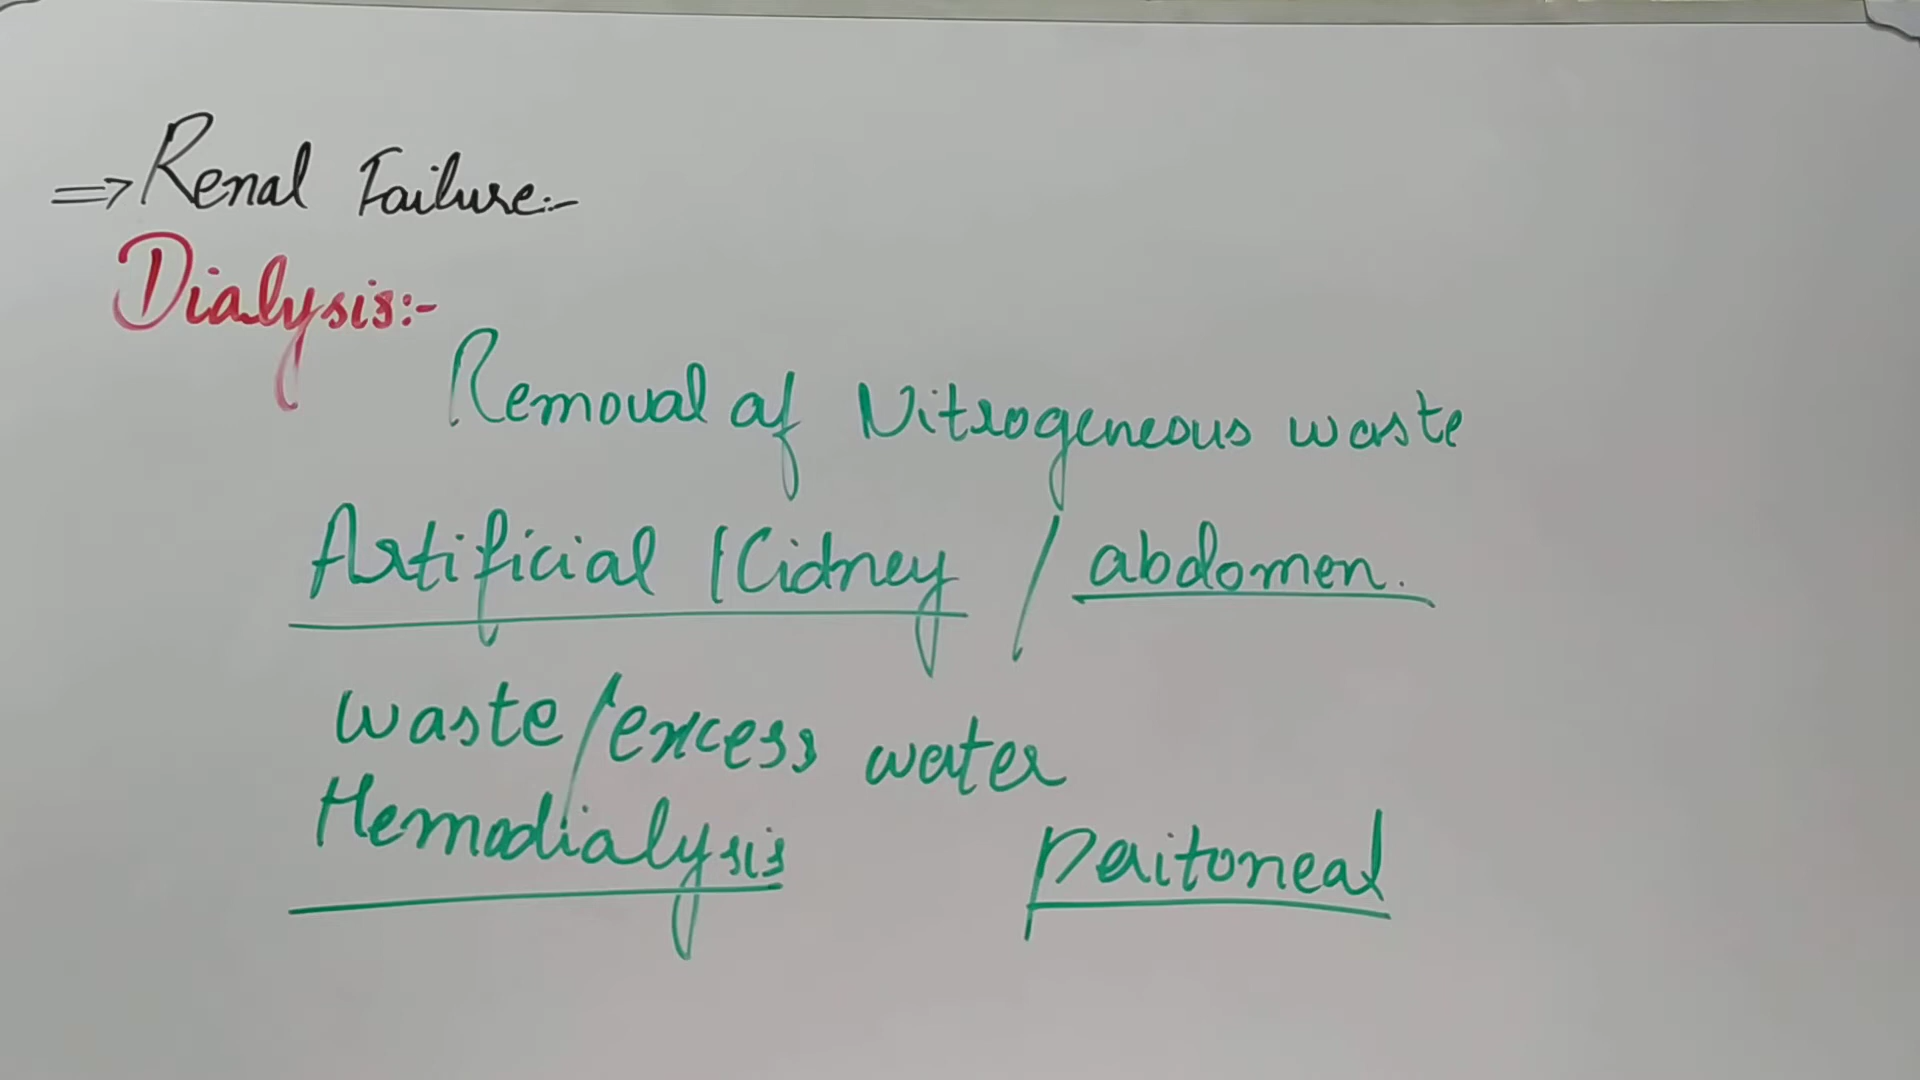 ⇒ Renal Failure:-
Dialysis:-
Removal of Nitrogeneous waste
Artificial Kidney / abdomen.
waste/excess water
Hemodialysis peritoneal